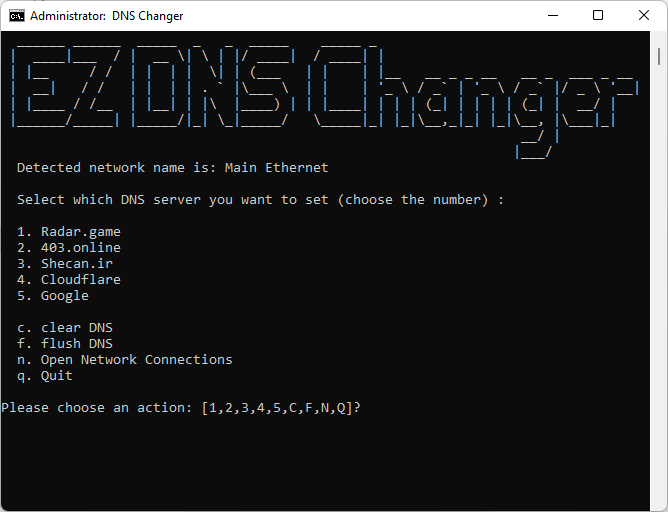 Administrator: DNS Changer
EZ DNS Changer
Detected network name is: Main Ethernet
Select which DNS server you want to set (choose the number) :
1. Radar.game
2. 403.online
3. Shecan.ir
4. Cloudflare
5. Google
c. clear DNS
f. flush DNS
n. Open Network Connections
q. Quit
Please choose an action: [1,2,3,4,5,C,F,N,Q]?